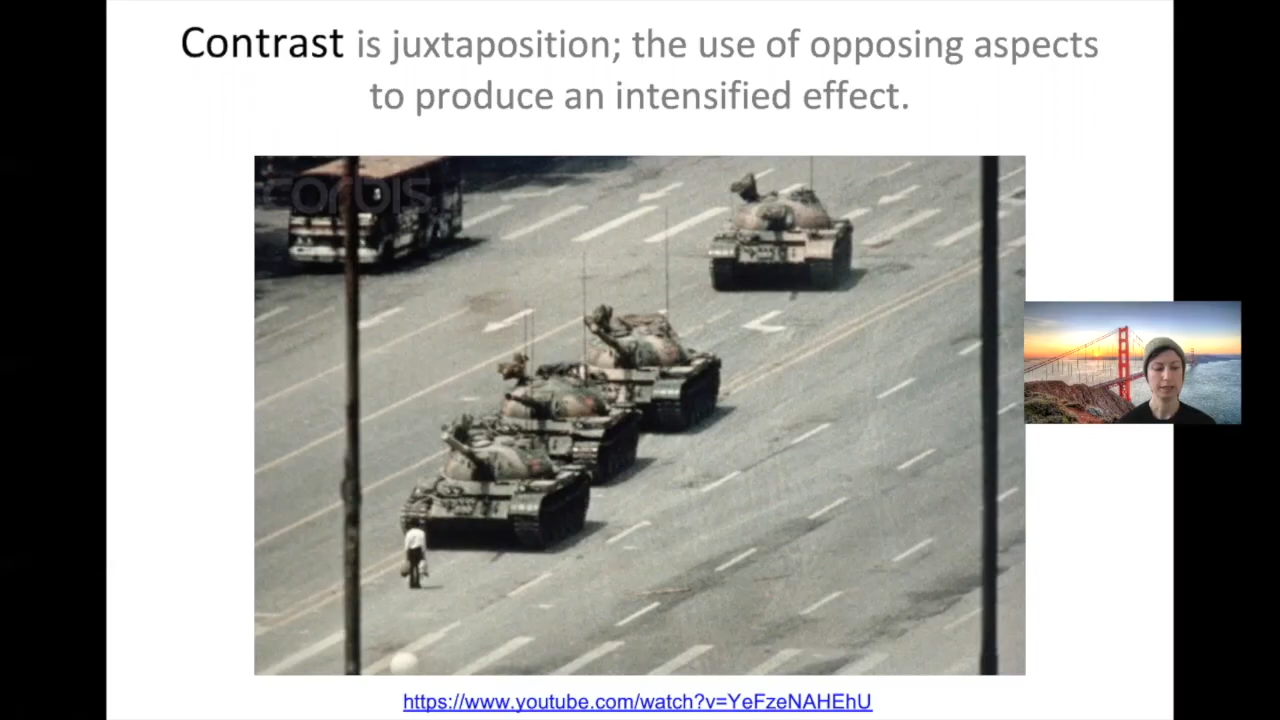 Contrast is juxtaposition; the use of opposing aspects
to produce an intensified effect.
corbis.
https://www.youtube.com/watch?v=YeFzeNAHEhU